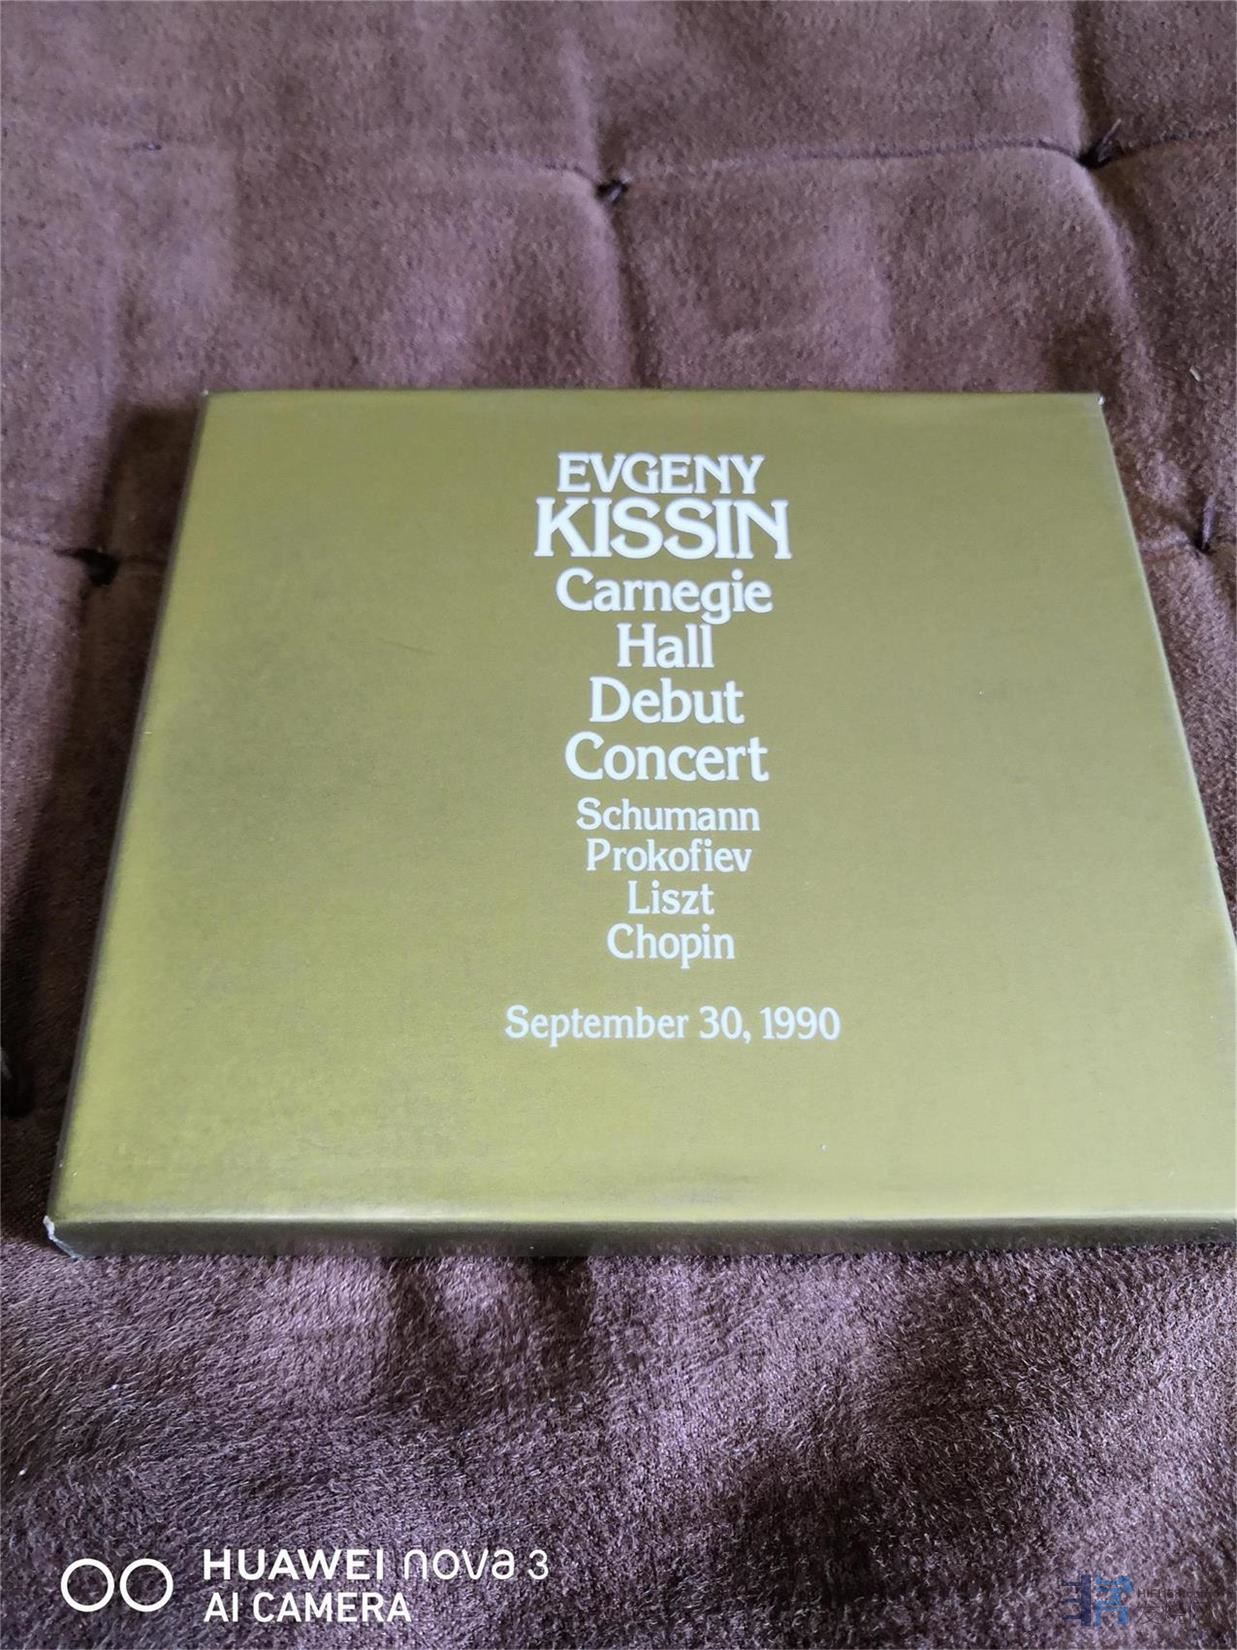 EVGENY
KISSIN
Carnegie
Hall
Debut
Concert
Schumann
Prokofiev
Liszt
Chopin
September 30, 1990
HUAWEI nova 3
AI CAMERA